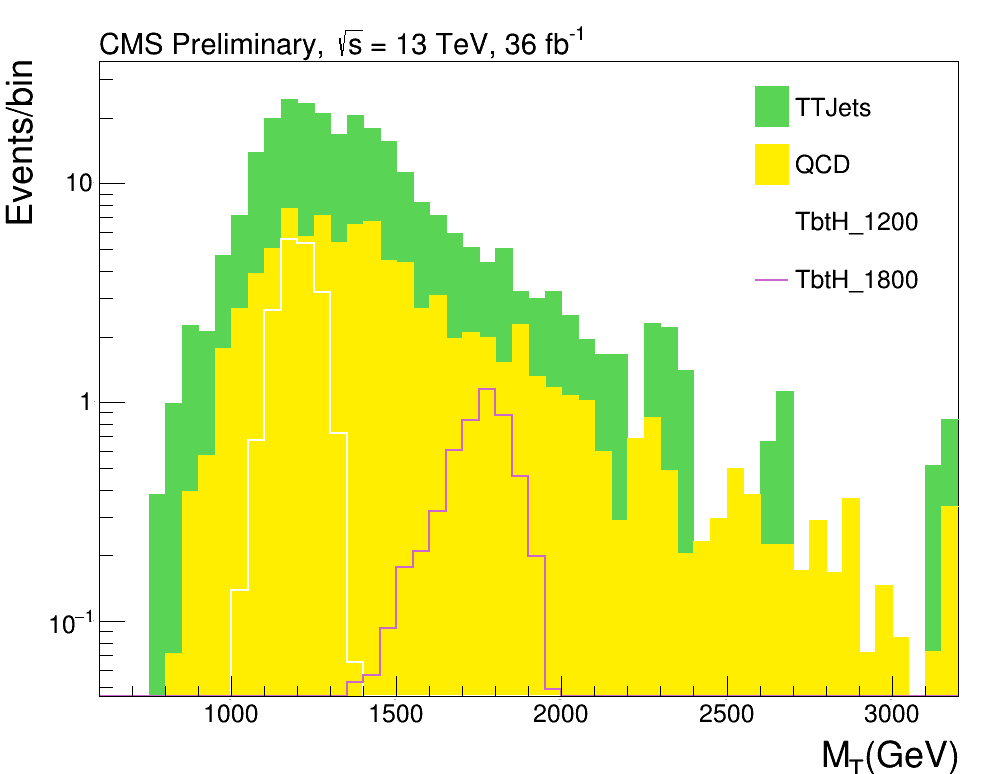 CMS Preliminary, √s = 13 TeV, 36 fb⁻¹
Events/bin
TTJets
QCD
TbtH_1200
TbtH_1800
10
1
10⁻¹
1000 1500 2000 2500 3000
M_T(GeV)